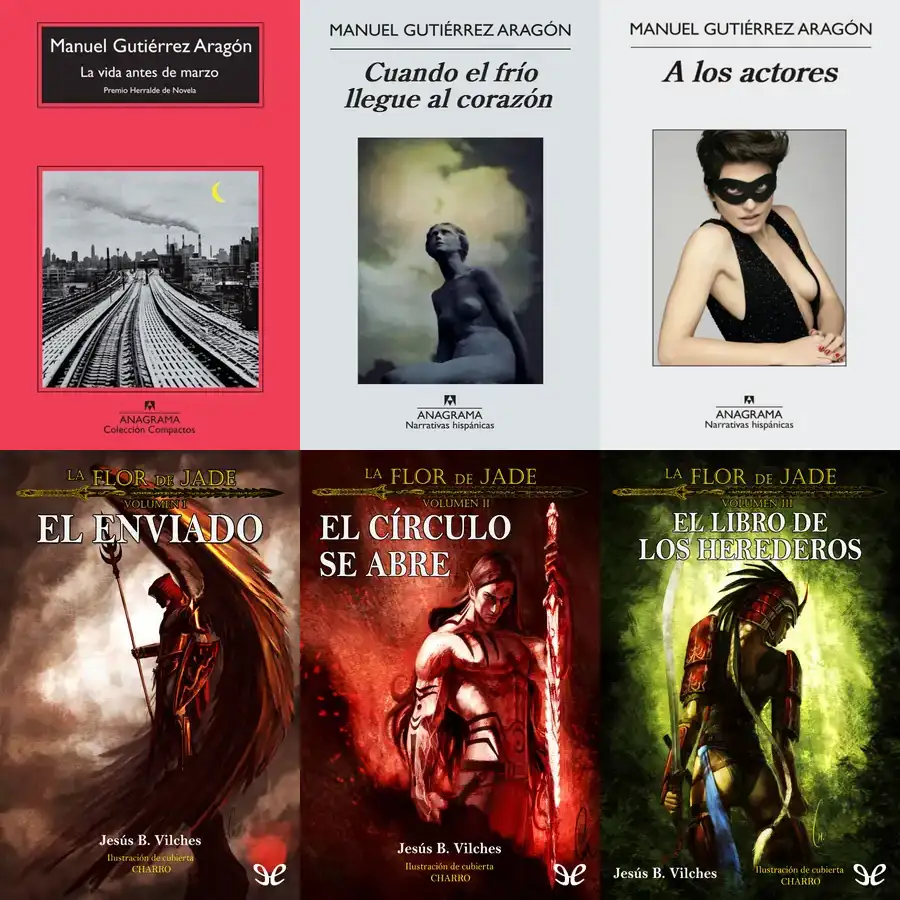 Manuel Gutiérrez Aragón
La vida antes de marzo
Premio Herralde de Novela
ANAGRAMA
Colección Compactos
MANUEL GUTIÉRREZ ARAGÓN
Cuando el frío
llegue al corazón
ANAGRAMA
Narrativas hispánicas
MANUEL GUTIÉRREZ ARAGÓN
A los actores
ANAGRAMA
Narrativas hispánicas
LA FLOR DE JADE
VOLUMEN I
EL ENVIADO
Jesús B. Vilches
Ilustración de cubierta
CHARRO
LA FLOR DE JADE
VOLUMEN II
EL CÍRCULO
SE ABRE
Jesús B. Vilches
Ilustración de cubierta
CHARRO
LA FLOR DE JADE
VOLUMEN III
EL LIBRO DE
LOS HEREDEROS
Jesús B. Vilches
Ilustración de cubierta
CHARRO